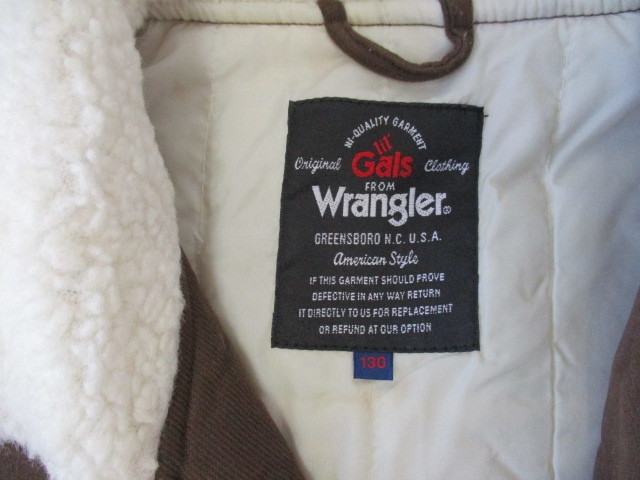 HI-QUALITY GARMENT
lil'
Original Gals Clothing
FROM
Wrangler®
GREENSBORO N.C. U.S.A.
American Style
IF THIS GARMENT SHOULD PROVE
DEFECTIVE IN ANY WAY RETURN
IT DIRECTLY TO US FOR REPLACEMENT
OR REFUND AT OUR OPTION
130